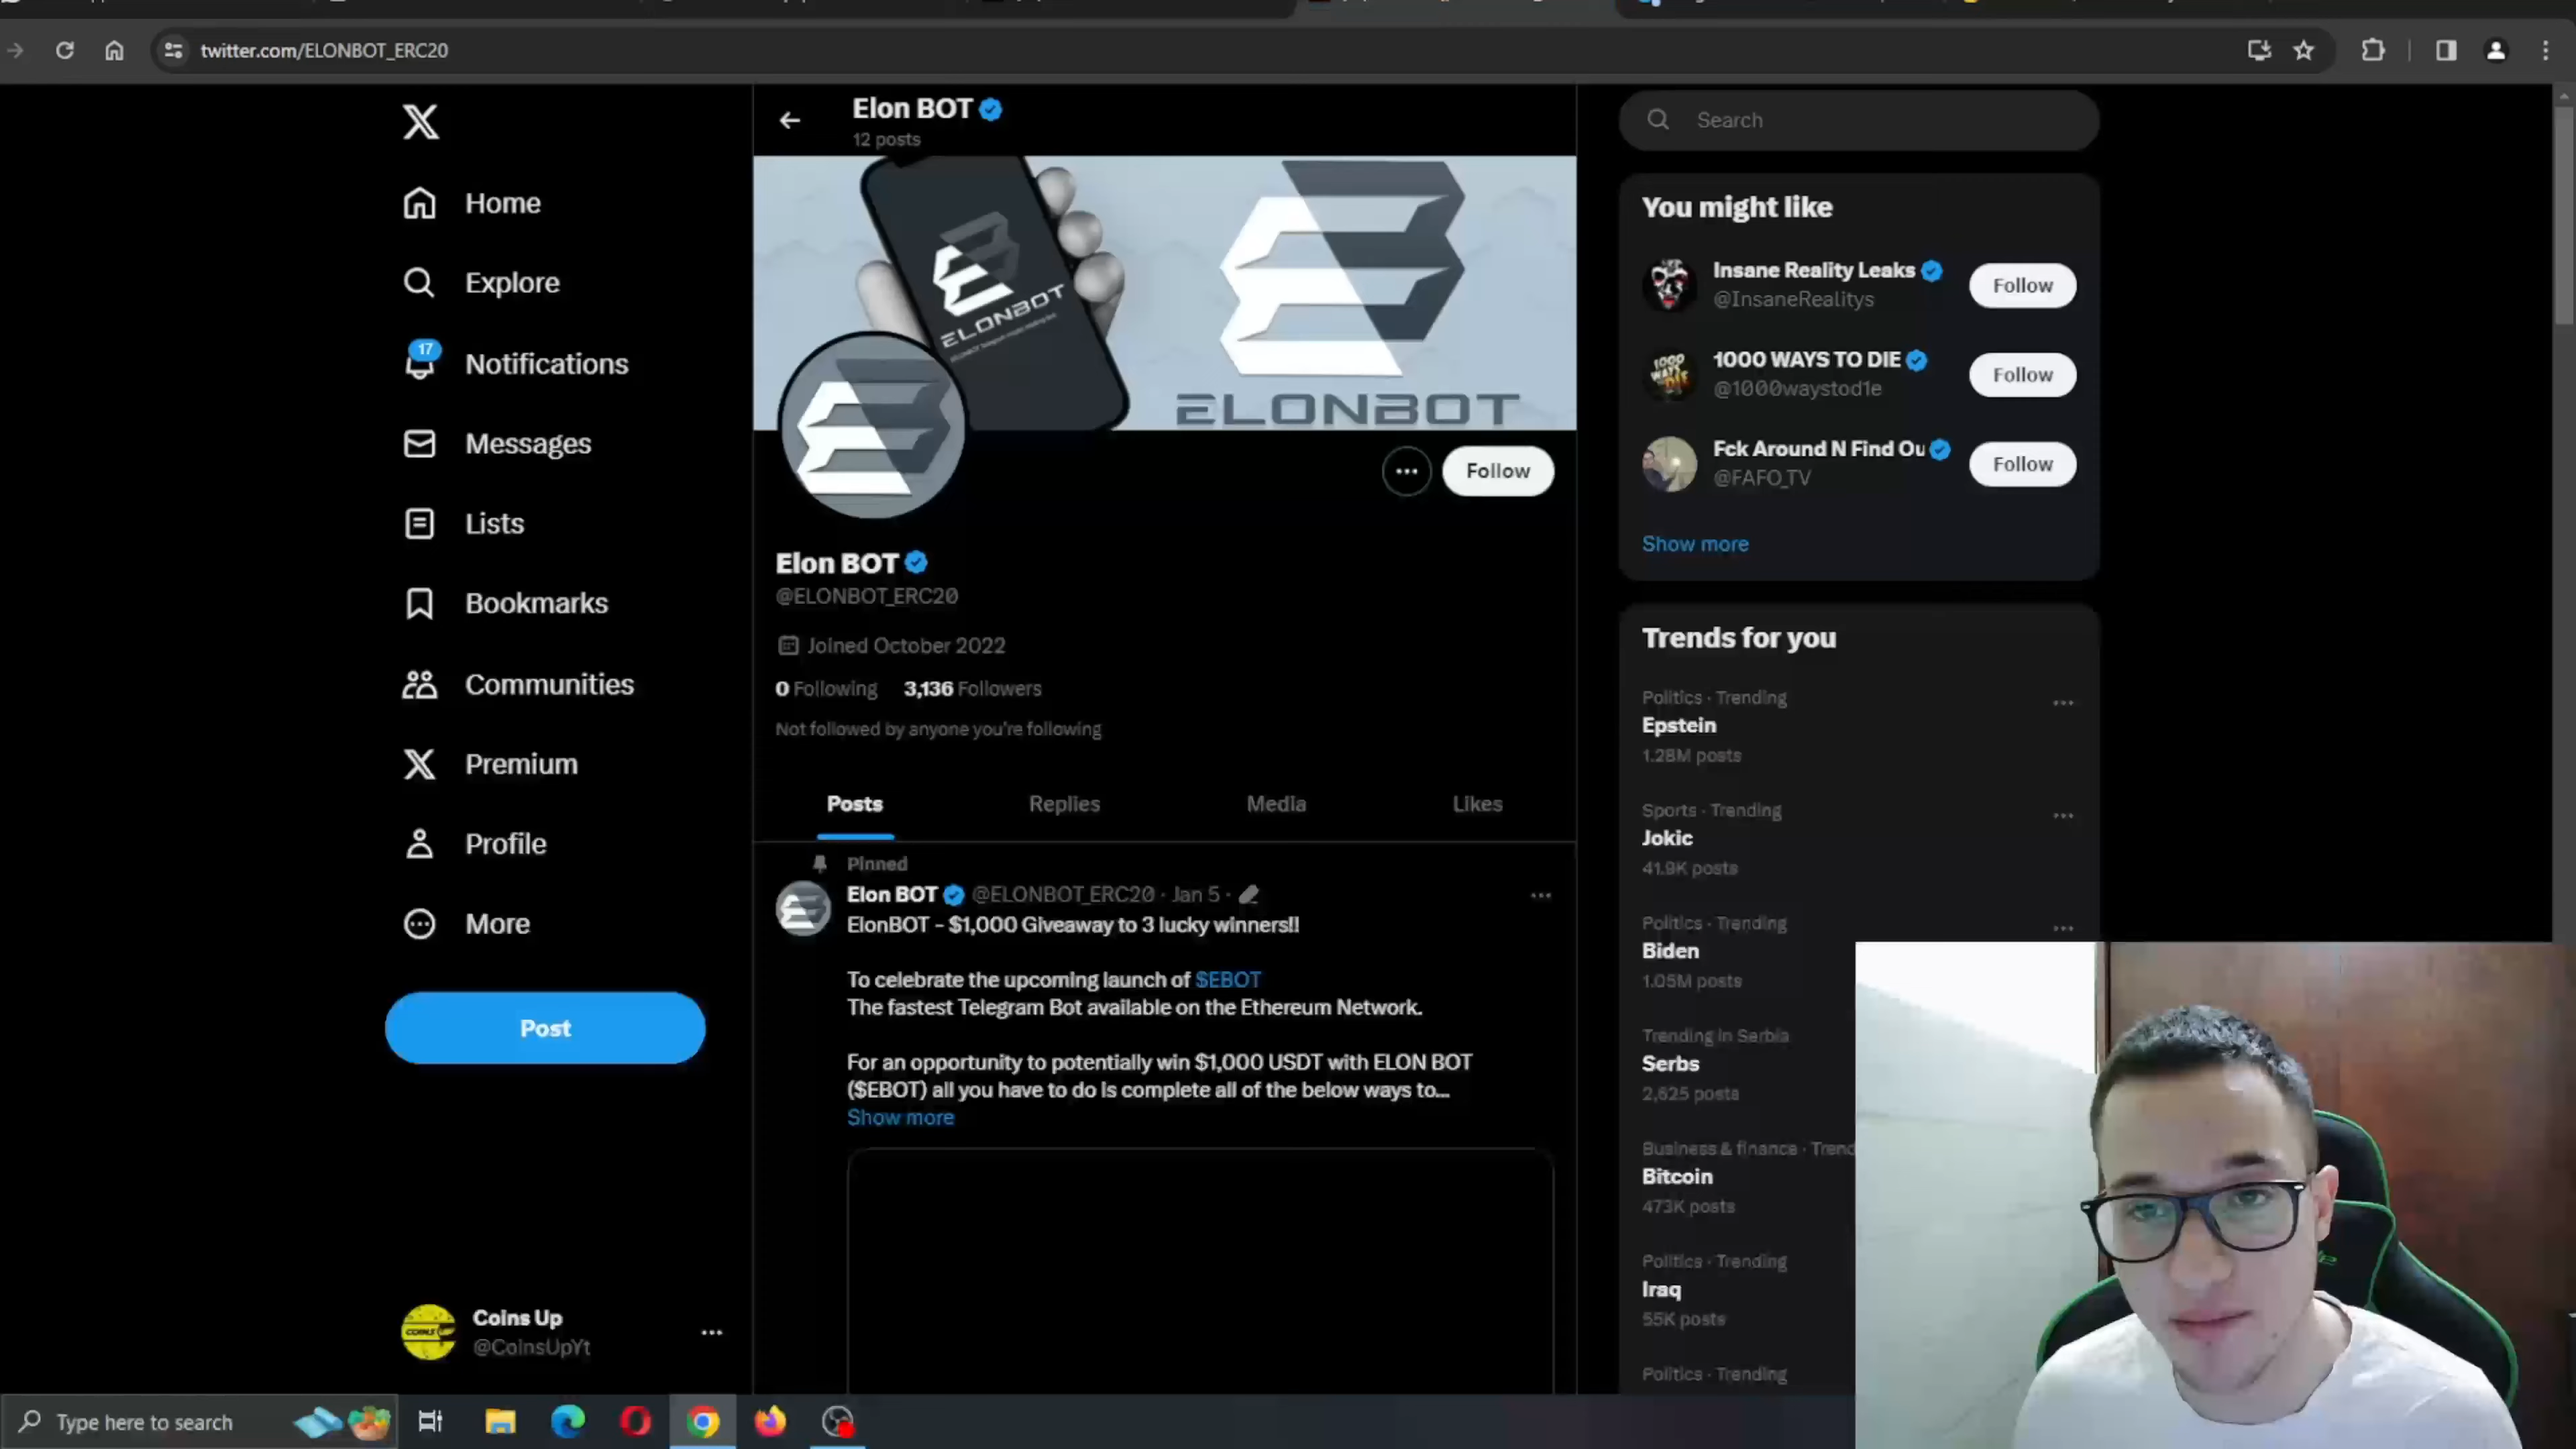 twitter.com/ELONBOT_ERC20
Elon BOT
12 posts
Search
Home
Explore
17
Notifications
Messages
Lists
Bookmarks
Communities
Premium
Profile
More
Post
Coins Up
@CoinsUpYt
COINS UP
ELONBOT
ELONBOT
Follow
Elon BOT
@ELONBOT_ERC20
Joined October 2022
0 Following 3,136 Followers
Not followed by anyone you're following
Posts Replies Media Likes
Pinned
Elon BOT @ELONBOT_ERC20 · Jan 5 ·
ElonBOT - $1,000 Giveaway to 3 lucky winners!!
To celebrate the upcoming launch of $EBOT
The fastest Telegram Bot available on the Ethereum Network.
For an opportunity to potentially win $1,000 USDT with ELON BOT
($EBOT) all you have to do is complete all of the below ways to...
Show more
You might like
Insane Reality Leaks
@InsaneRealitys
Follow
1000 WAYS TO DIE
@1000waystod1e
Follow
Fck Around N Find Ou
@FAFO_TV
Follow
Show more
Trends for you
Politics · Trending
Epstein
1.28M posts
Sports · Trending
Jokic
41.9K posts
Politics · Trending
Biden
1.05M posts
Trending in Serbia
Serbs
2,625 posts
Business & finance · Trend
Bitcoin
473K posts
Politics · Trending
Iraq
55K posts
Politics · Trending
Type here to search